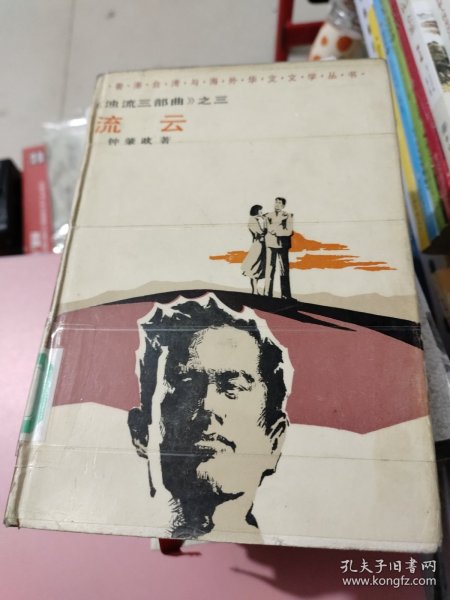 香港台湾与海外华文文学丛书
《浊流三部曲》之三
流云
钟肇政著
孔夫子旧书网
www.kongfz.com